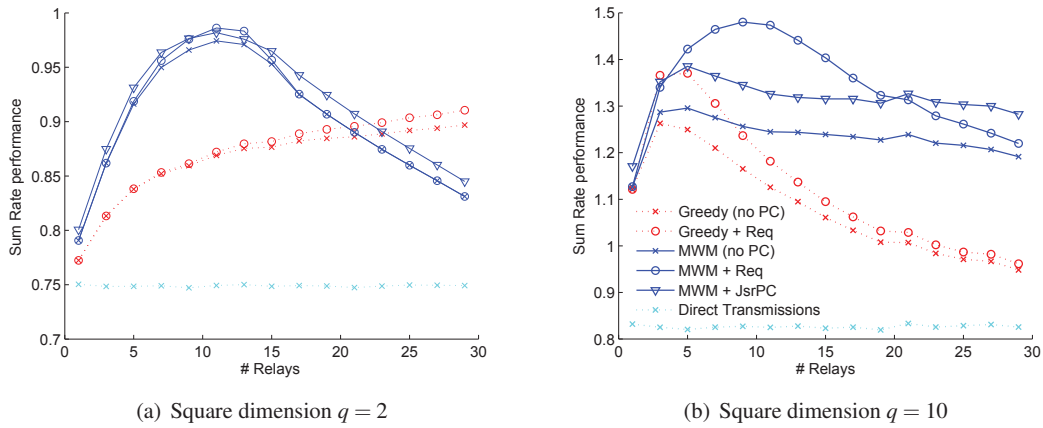 1
0.95
0.9
0.85
0.8
0.75
0.7
Sum Rate performance
0 5 10 15 20 25 30
# Relays
(a) Square dimension q = 2
1.5
1.4
1.3
1.2
1.1
1
0.9
0.8
Sum Rate performance
Greedy (no PC)
Greedy + Req
MWM (no PC)
MWM + Req
MWM + JsrPC
Direct Transmissions
0 5 10 15 20 25 30
# Relays
(b) Square dimension q = 10